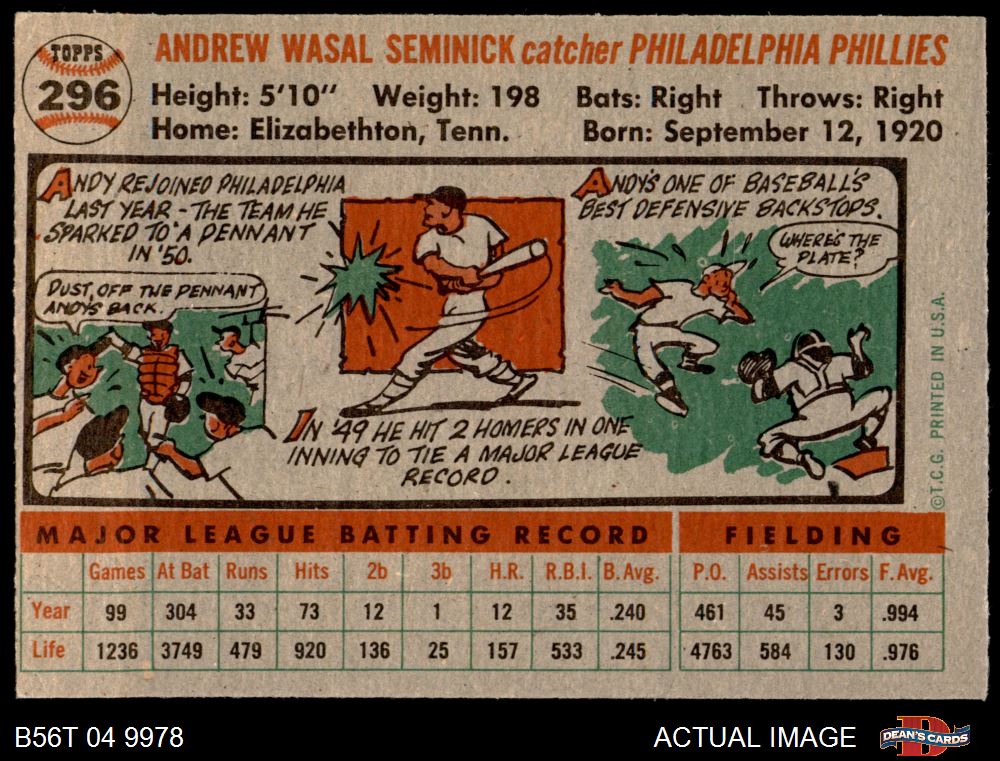 TOPPS
296
ANDREW WASAL SEMINICK catcher PHILADELPHIA PHILLIES
Height: 5'10" Weight: 198 Bats: Right Throws: Right
Home: Elizabethton, Tenn. Born: September 12, 1920
ANDY REJOINED PHILADELPHIA
LAST YEAR - THE TEAM HE
SPARKED TO A PENNANT
IN '50.
DUST OFF THE PENNANT
ANDY'S BACK.
IN '49 HE HIT 2 HOMERS IN ONE
INNING TO TIE A MAJOR LEAGUE
RECORD.
ANDY'S ONE OF BASEBALL'S
BEST DEFENSIVE BACKSTOPS.
WHERE'S THE
PLATE?
©T.C.G. PRINTED IN U.S.A.
MAJOR LEAGUE BATTING RECORD FIELDING
Games At Bat Runs Hits 2b 3b H.R. R.B.I. B. Avg. P.O. Assists Errors F. Avg.
Year 99 304 33 73 12 1 12 35 .240 461 45 3 .994
Life 1236 3749 479 920 136 25 157 533 .245 4763 584 130 .976
B56T 04 9978 ACTUAL IMAGE
D
DEAN'S CARDS